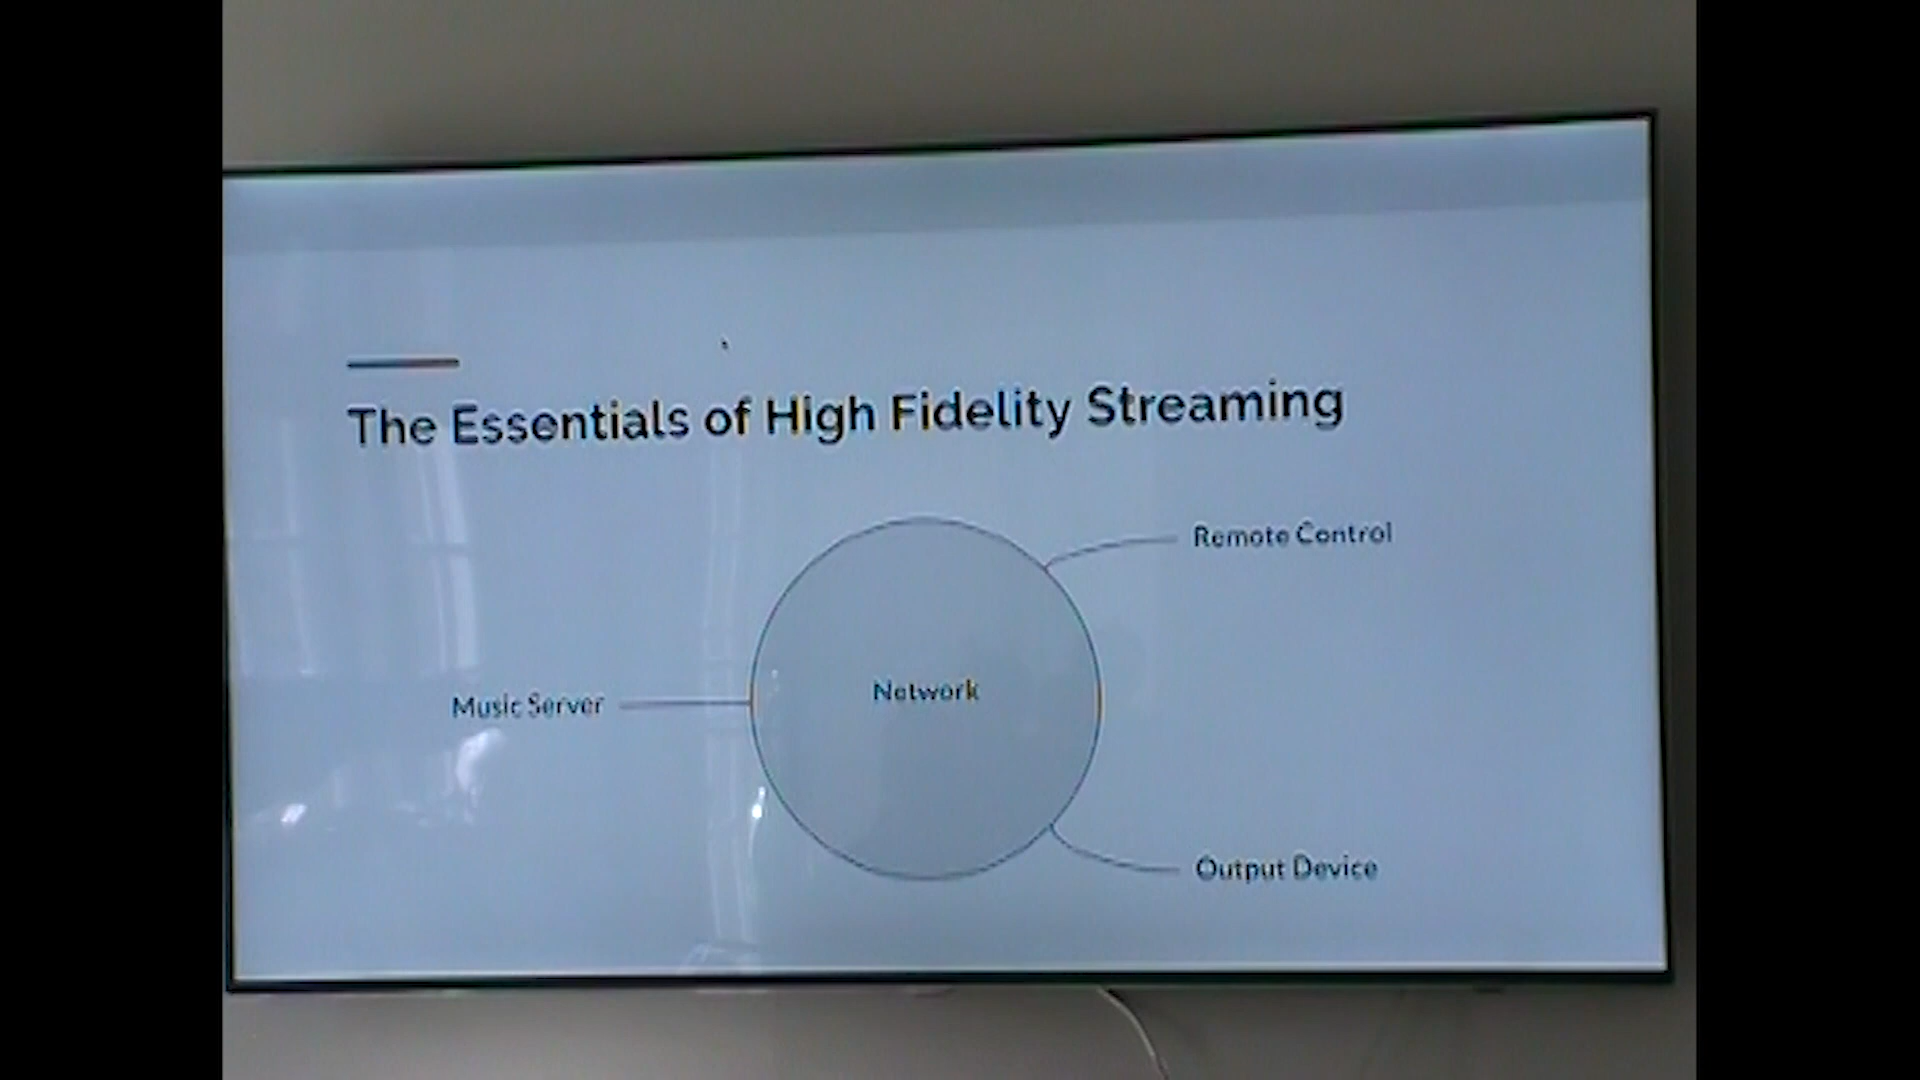 The Essentials of High Fidelity Streaming
Remote Control
Network
Music Server
Output Device